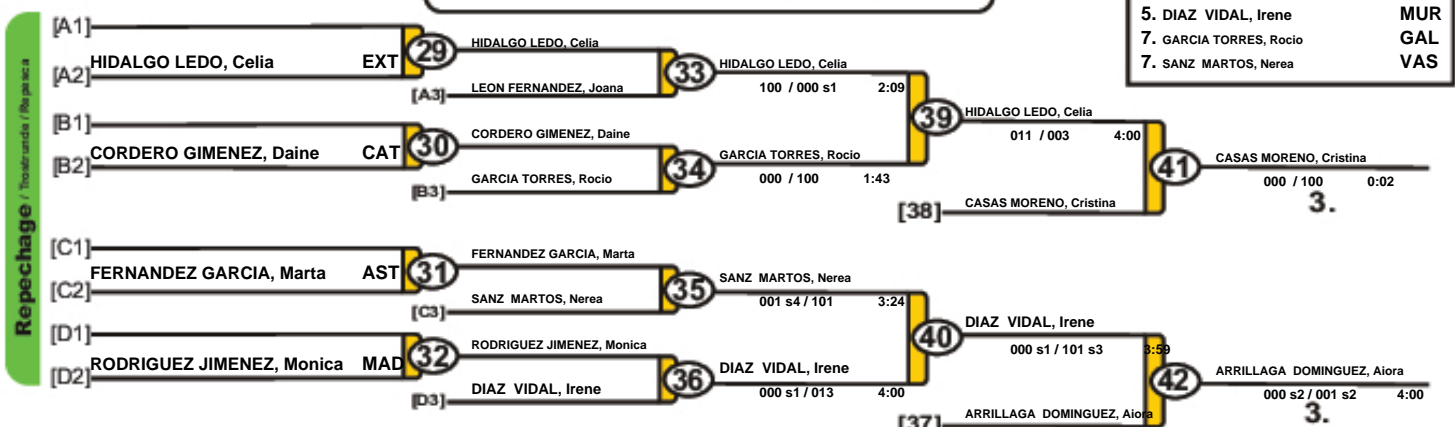 5. DIAZ VIDAL, Irene MUR
7. GARCIA TORRES, Rocio GAL
7. SANZ MARTOS, Nerea VAS
Repechage / Trostrunde / Repesca
[A1]
HIDALGO LEDO, Celia EXT
[A2]
29
HIDALGO LEDO, Celia
[A3] LEON FERNANDEZ, Joana
33
HIDALGO LEDO, Celia
100 / 000 s1 2:09
[B1]
CORDERO GIMENEZ, Daine CAT
[B2]
30
CORDERO GIMENEZ, Daine
[B3] GARCIA TORRES, Rocio
34
GARCIA TORRES, Rocio
000 / 100 1:43
39
HIDALGO LEDO, Celia
011 / 003 4:00
[38] CASAS MORENO, Cristina
41
CASAS MORENO, Cristina
000 / 100 0:02
3.
[C1]
FERNANDEZ GARCIA, Marta AST
[C2]
31
FERNANDEZ GARCIA, Marta
[C3] SANZ MARTOS, Nerea
35
SANZ MARTOS, Nerea
001 s4 / 101 3:24
[D1]
RODRIGUEZ JIMENEZ, Monica MAD
[D2]
32
RODRIGUEZ JIMENEZ, Monica
[D3] DIAZ VIDAL, Irene
36
DIAZ VIDAL, Irene
000 s1 / 013 4:00
40
DIAZ VIDAL, Irene
000 s1 / 101 s3 3:59
[37] ARRILLAGA DOMINGUEZ, Aiora
42
ARRILLAGA DOMINGUEZ, Aiora
000 s2 / 001 s2 4:00
3.